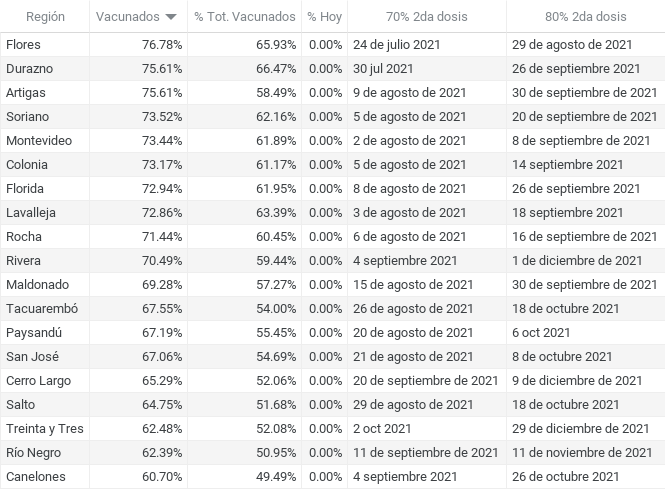 Región Vacunados % Tot. Vacunados % Hoy 70% 2da dosis 80% 2da dosis
Flores 76.78% 65.93% 0.00% 24 de julio 2021 29 de agosto de 2021
Durazno 75.61% 66.47% 0.00% 30 jul 2021 26 de septiembre de 2021
Artigas 75.61% 58.49% 0.00% 9 de agosto de 2021 30 de septiembre de 2021
Soriano 73.52% 62.16% 0.00% 5 de agosto de 2021 20 de septiembre de 2021
Montevideo 73.44% 61.89% 0.00% 2 de agosto de 2021 8 de septiembre de 2021
Colonia 73.17% 61.17% 0.00% 5 de agosto de 2021 14 septiembre 2021
Florida 72.94% 61.95% 0.00% 8 de agosto de 2021 26 de septiembre de 2021
Lavalleja 72.86% 63.39% 0.00% 3 de agosto de 2021 18 septiembre 2021
Rocha 71.44% 60.45% 0.00% 6 de agosto de 2021 16 de septiembre de 2021
Rivera 70.49% 59.44% 0.00% 4 septiembre 2021 1 de diciembre de 2021
Maldonado 69.28% 57.27% 0.00% 15 de agosto de 2021 30 de septiembre de 2021
Tacuarembó 67.55% 54.00% 0.00% 26 de agosto de 2021 18 de octubre 2021
Paysandú 67.19% 55.45% 0.00% 20 de agosto de 2021 6 oct 2021
San José 67.06% 54.69% 0.00% 21 de agosto de 2021 8 de octubre 2021
Cerro Largo 65.29% 52.06% 0.00% 20 de septiembre de 2021 9 de diciembre de 2021
Salto 64.75% 51.68% 0.00% 29 de agosto de 2021 18 de octubre 2021
Treinta y Tres 62.48% 52.08% 0.00% 2 oct 2021 29 de diciembre de 2021
Río Negro 62.39% 50.95% 0.00% 11 de septiembre de 2021 11 de noviembre de 2021
Canelones 60.70% 49.49% 0.00% 4 septiembre 2021 26 de octubre 2021